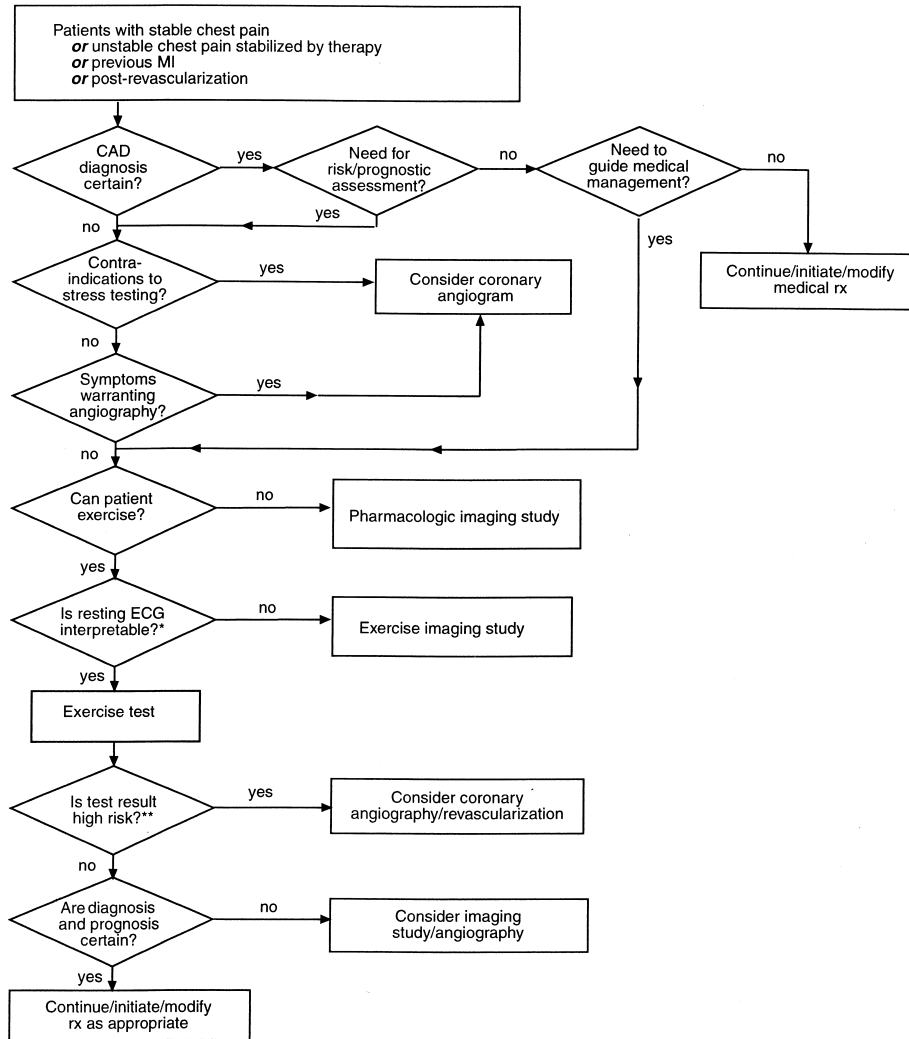 Patients with stable chest pain
or unstable chest pain stabilized by therapy
or previous MI
or post-revascularization
CAD
diagnosis
certain?
yes
Need for
risk/prognostic
assessment?
no
Need to
guide medical
management?
no
yes
no
yes
Contra-
indications to
stress testing?
yes
Consider coronary
angiogram
Continue/initiate/modify
medical rx
no
Symptoms
warranting
angiography?
yes
no
Can patient
exercise?
no
Pharmacologic imaging study
yes
Is resting ECG
interpretable?*
no
Exercise imaging study
yes
Exercise test
Is test result
high risk?**
yes
Consider coronary
angiography/revascularization
no
Are diagnosis
and prognosis
certain?
no
Consider imaging
study/angiography
yes
Continue/initiate/modify
rx as appropriate